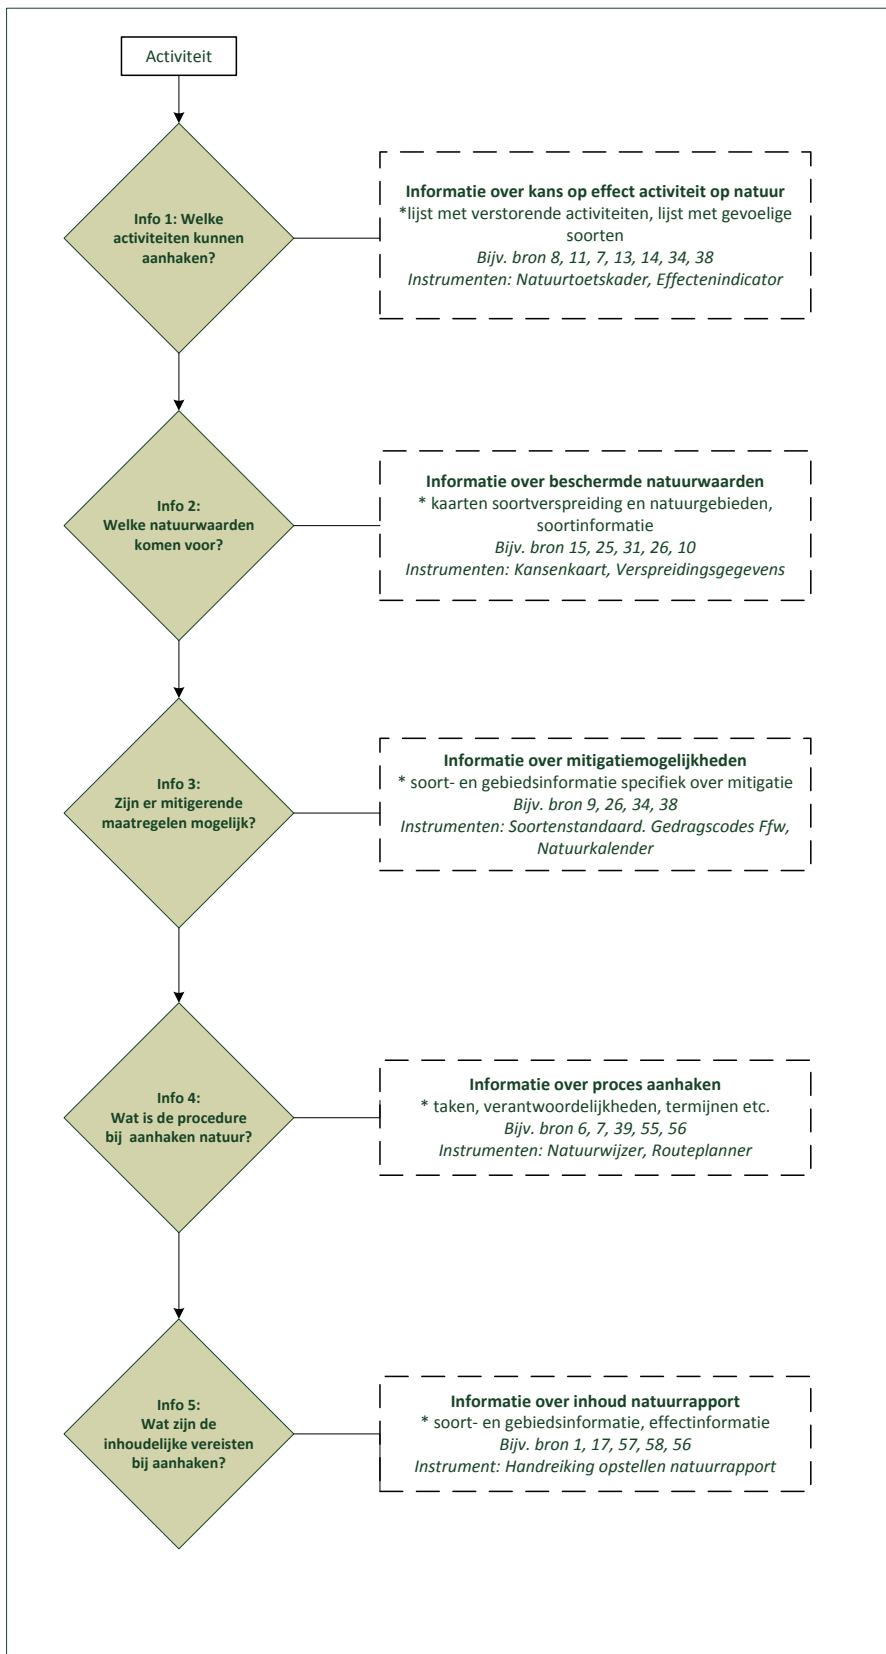 Activiteit
Info 1: Welke
activiteiten kunnen
aanhaken?
Informatie over kans op effect activiteit op natuur
*lijst met verstorende activiteiten, lijst met gevoelige
soorten
Bijv. bron 8, 11, 7, 13, 14, 34, 38
Instrumenten: Natuurtoetskader, Effectenindicator
Info 2:
Welke natuurwaarden
komen voor?
Informatie over beschermde natuurwaarden
* kaarten soortverspreiding en natuurgebieden,
soortinformatie
Bijv. bron 15, 25, 31, 26, 10
Instrumenten: Kansenkaart, Verspreidingsgegevens
Info 3:
Zijn er mitigerende
maatregelen mogelijk?
Informatie over mitigatiemogelijkheden
* soort- en gebiedsinformatie specifiek over mitigatie
Bijv. bron 9, 26, 34, 38
Instrumenten: Soortenstandaard. Gedragscodes Ffw,
Natuurkalender
Info 4:
Wat is de procedure
bij aanhaken natuur?
Informatie over proces aanhaken
* taken, verantwoordelijkheden, termijnen etc.
Bijv. bron 6, 7, 39, 55, 56
Instrumenten: Natuurwijzer, Routeplanner
Info 5:
Wat zijn de
inhoudelijke vereisten
bij aanhaken?
Informatie over inhoud natuurrapport
* soort- en gebiedsinformatie, effectinformatie
Bijv. bron 1, 17, 57, 58, 56
Instrument: Handreiking opstellen natuurrapport